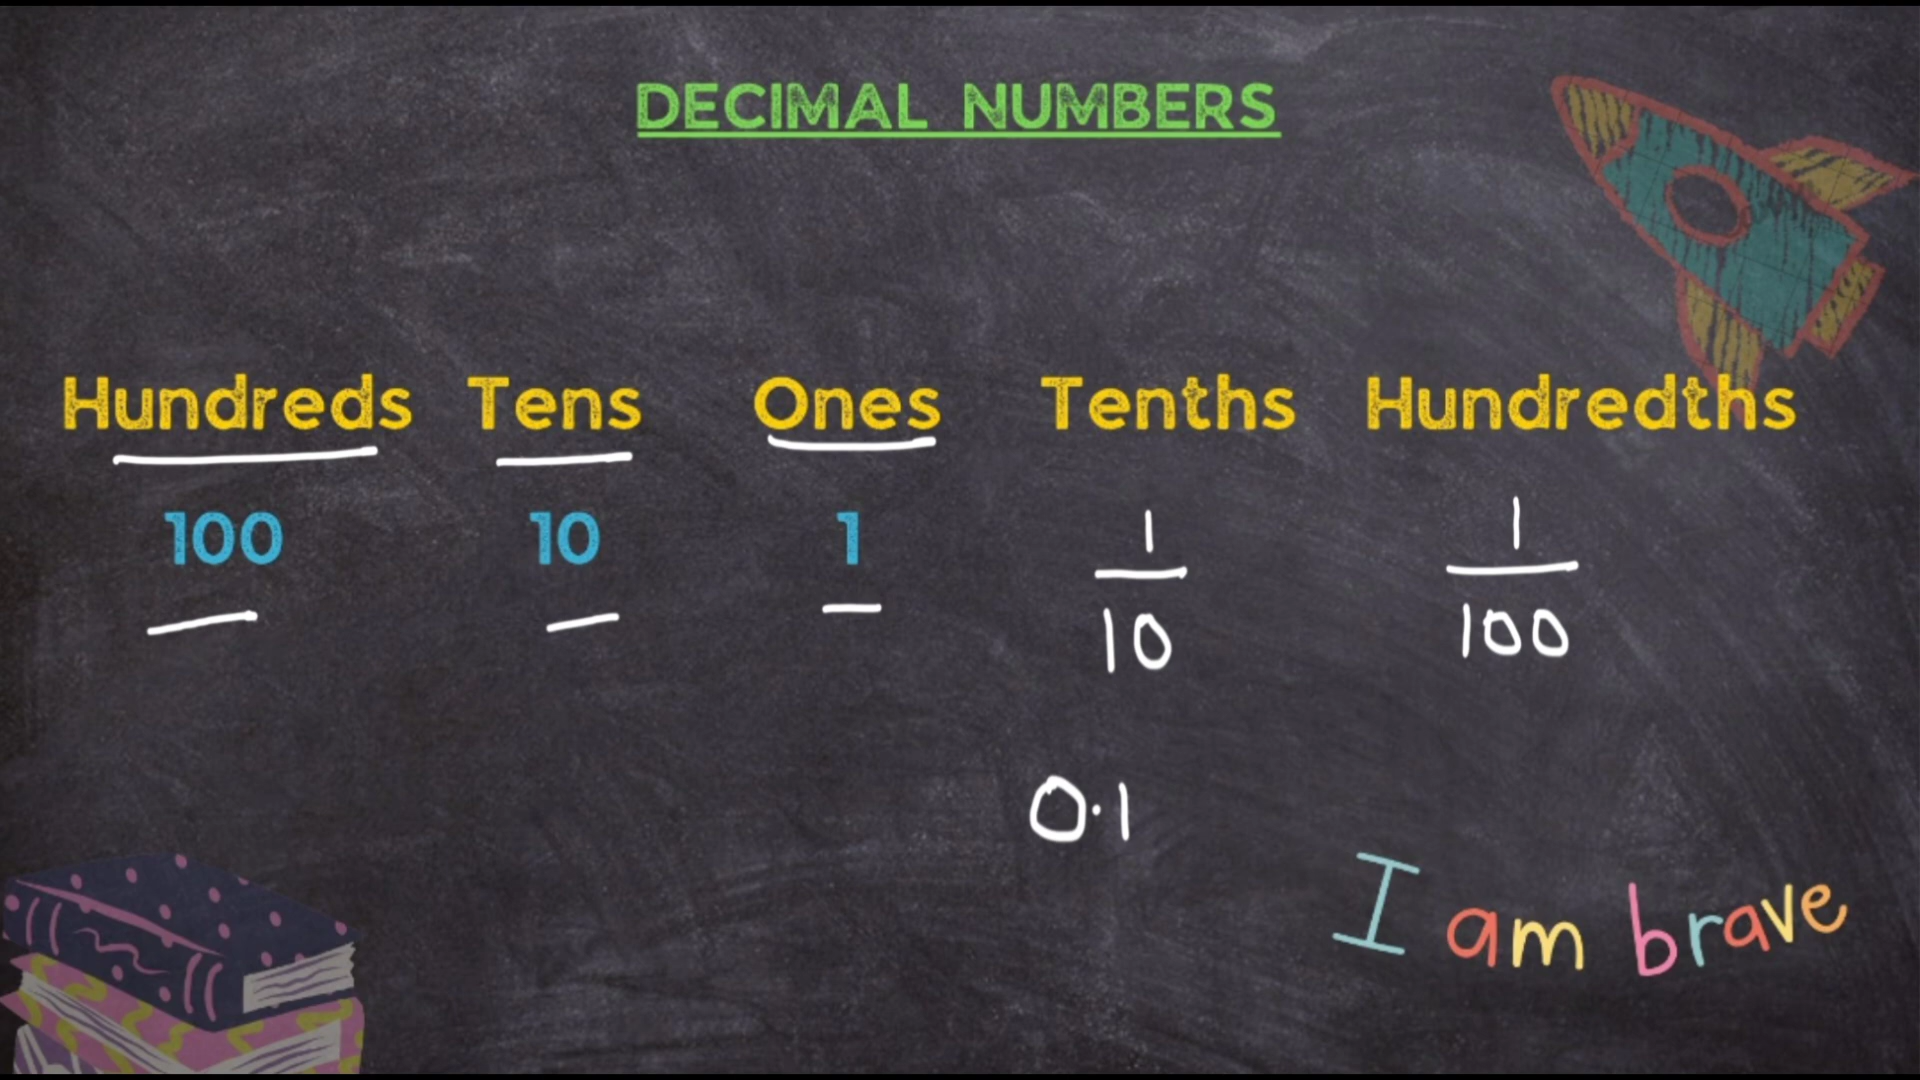 DECIMAL NUMBERS
Hundreds Tens Ones Tenths Hundredths
100 10 1 1/10 1/100
0.1
I am brave